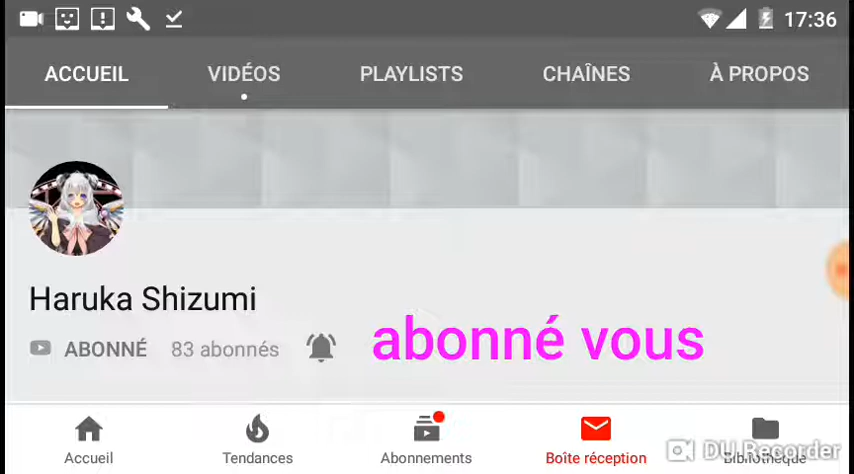 17:36
ACCUEIL VIDÉOS PLAYLISTS CHAÎNES À PROPOS
Haruka Shizumi
ABONNÉ 83 abonnés abonné vous
Accueil Tendances Abonnements Boîte réception Bibliothèque
DU Recorder